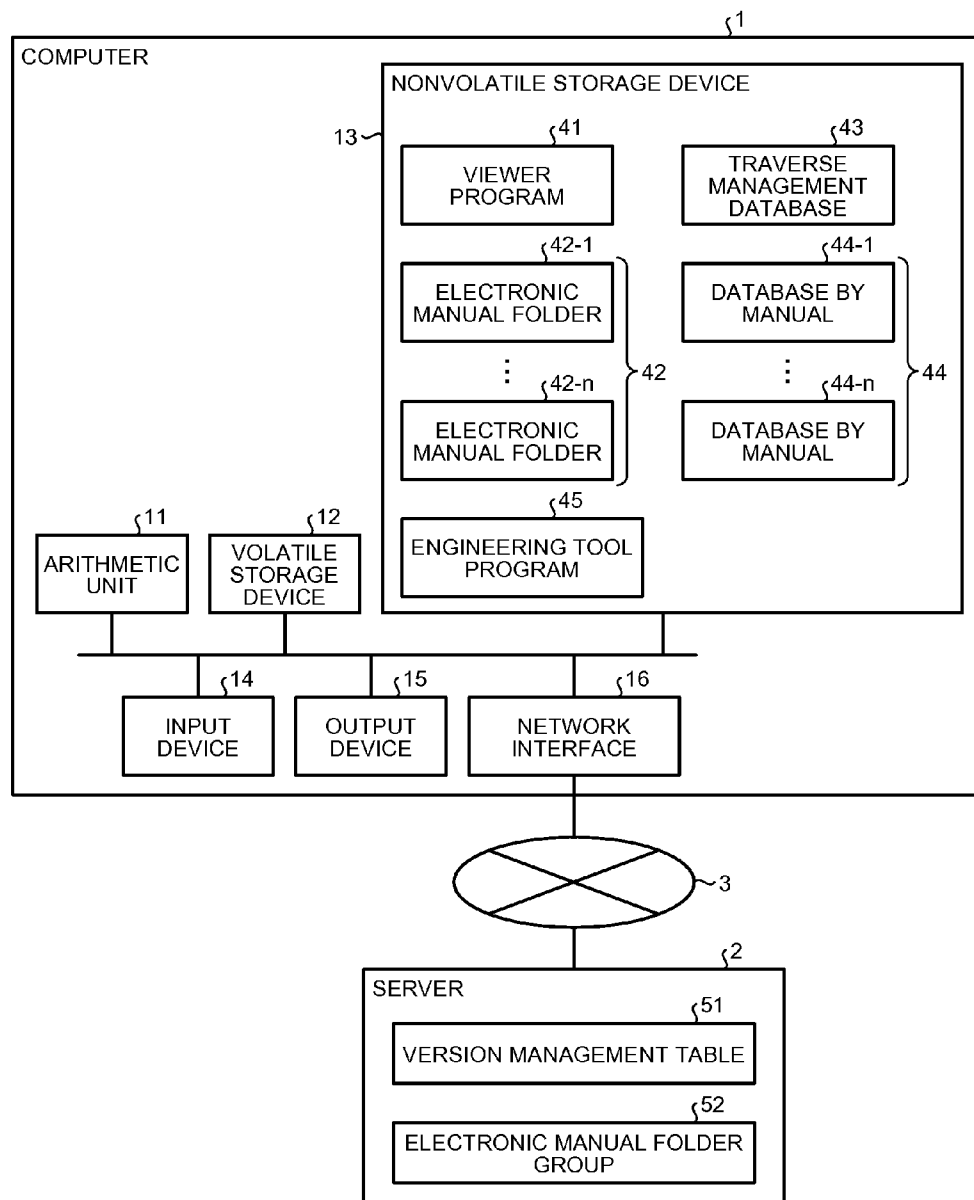 1
COMPUTER
NONVOLATILE STORAGE DEVICE
13
41
VIEWER
PROGRAM
43
TRAVERSE
MANAGEMENT
DATABASE
42-1
ELECTRONIC
MANUAL FOLDER
44-1
DATABASE BY
MANUAL
42
44
42-n
ELECTRONIC
MANUAL FOLDER
44-n
DATABASE BY
MANUAL
45
ENGINEERING TOOL
PROGRAM
11
ARITHMETIC
UNIT
12
VOLATILE
STORAGE
DEVICE
14
INPUT
DEVICE
15
OUTPUT
DEVICE
16
NETWORK
INTERFACE
3
2
SERVER
51
VERSION MANAGEMENT TABLE
52
ELECTRONIC MANUAL FOLDER
GROUP